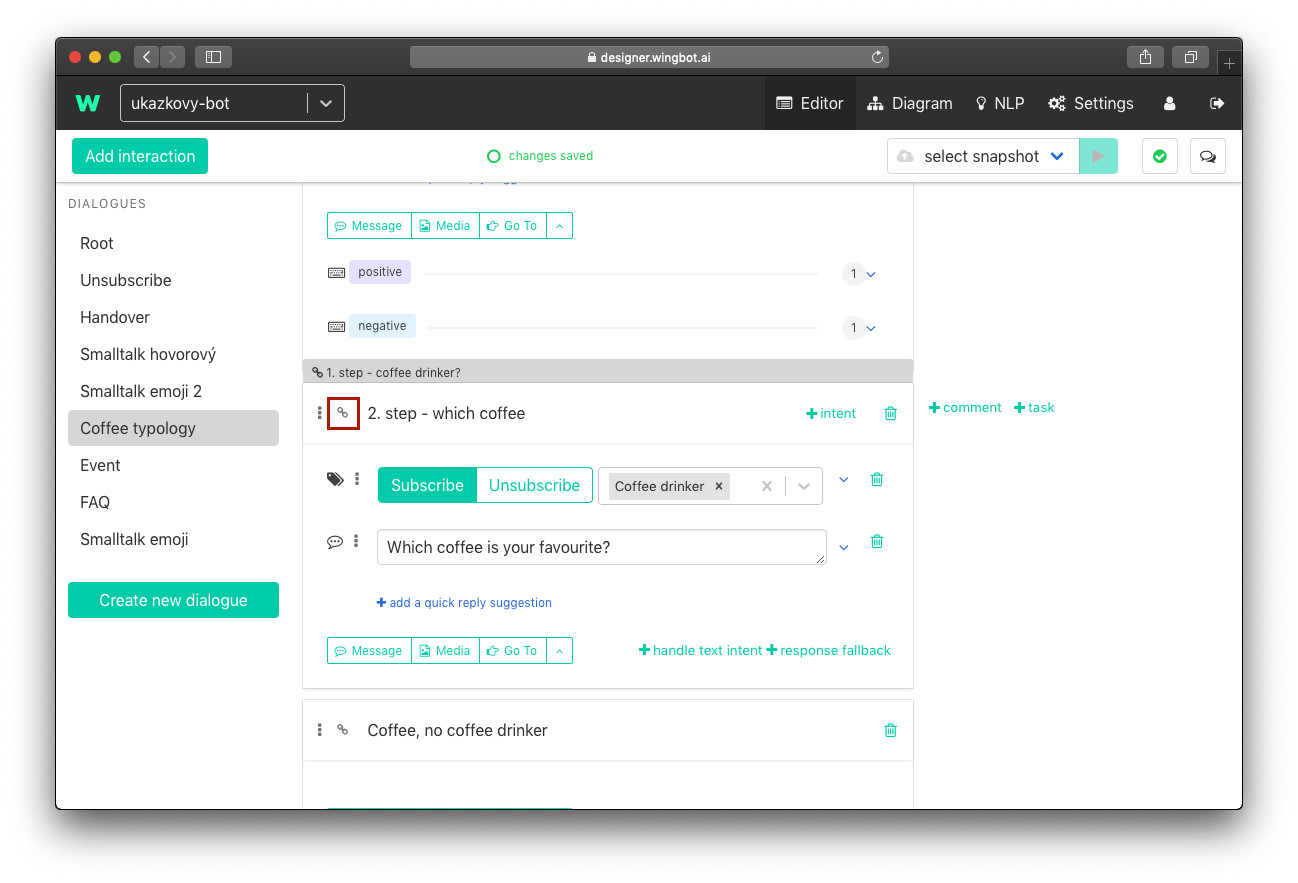 designer.wingbot.ai
W
ukazkovy-bot
Editor
Diagram
NLP
Settings
Add interaction
changes saved
select snapshot
DIALOGUES
Root
Unsubscribe
Handover
Smalltalk hovorový
Smalltalk emoji 2
Coffee typology
Event
FAQ
Smalltalk emoji
Create new dialogue
Message Media Go To
positive 1
negative 1
1. step - coffee drinker?
2. step - which coffee
+intent
+comment +task
Subscribe Unsubscribe Coffee drinker ×
Which coffee is your favourite?
+ add a quick reply suggestion
Message Media Go To
+handle text intent +response fallback
Coffee, no coffee drinker